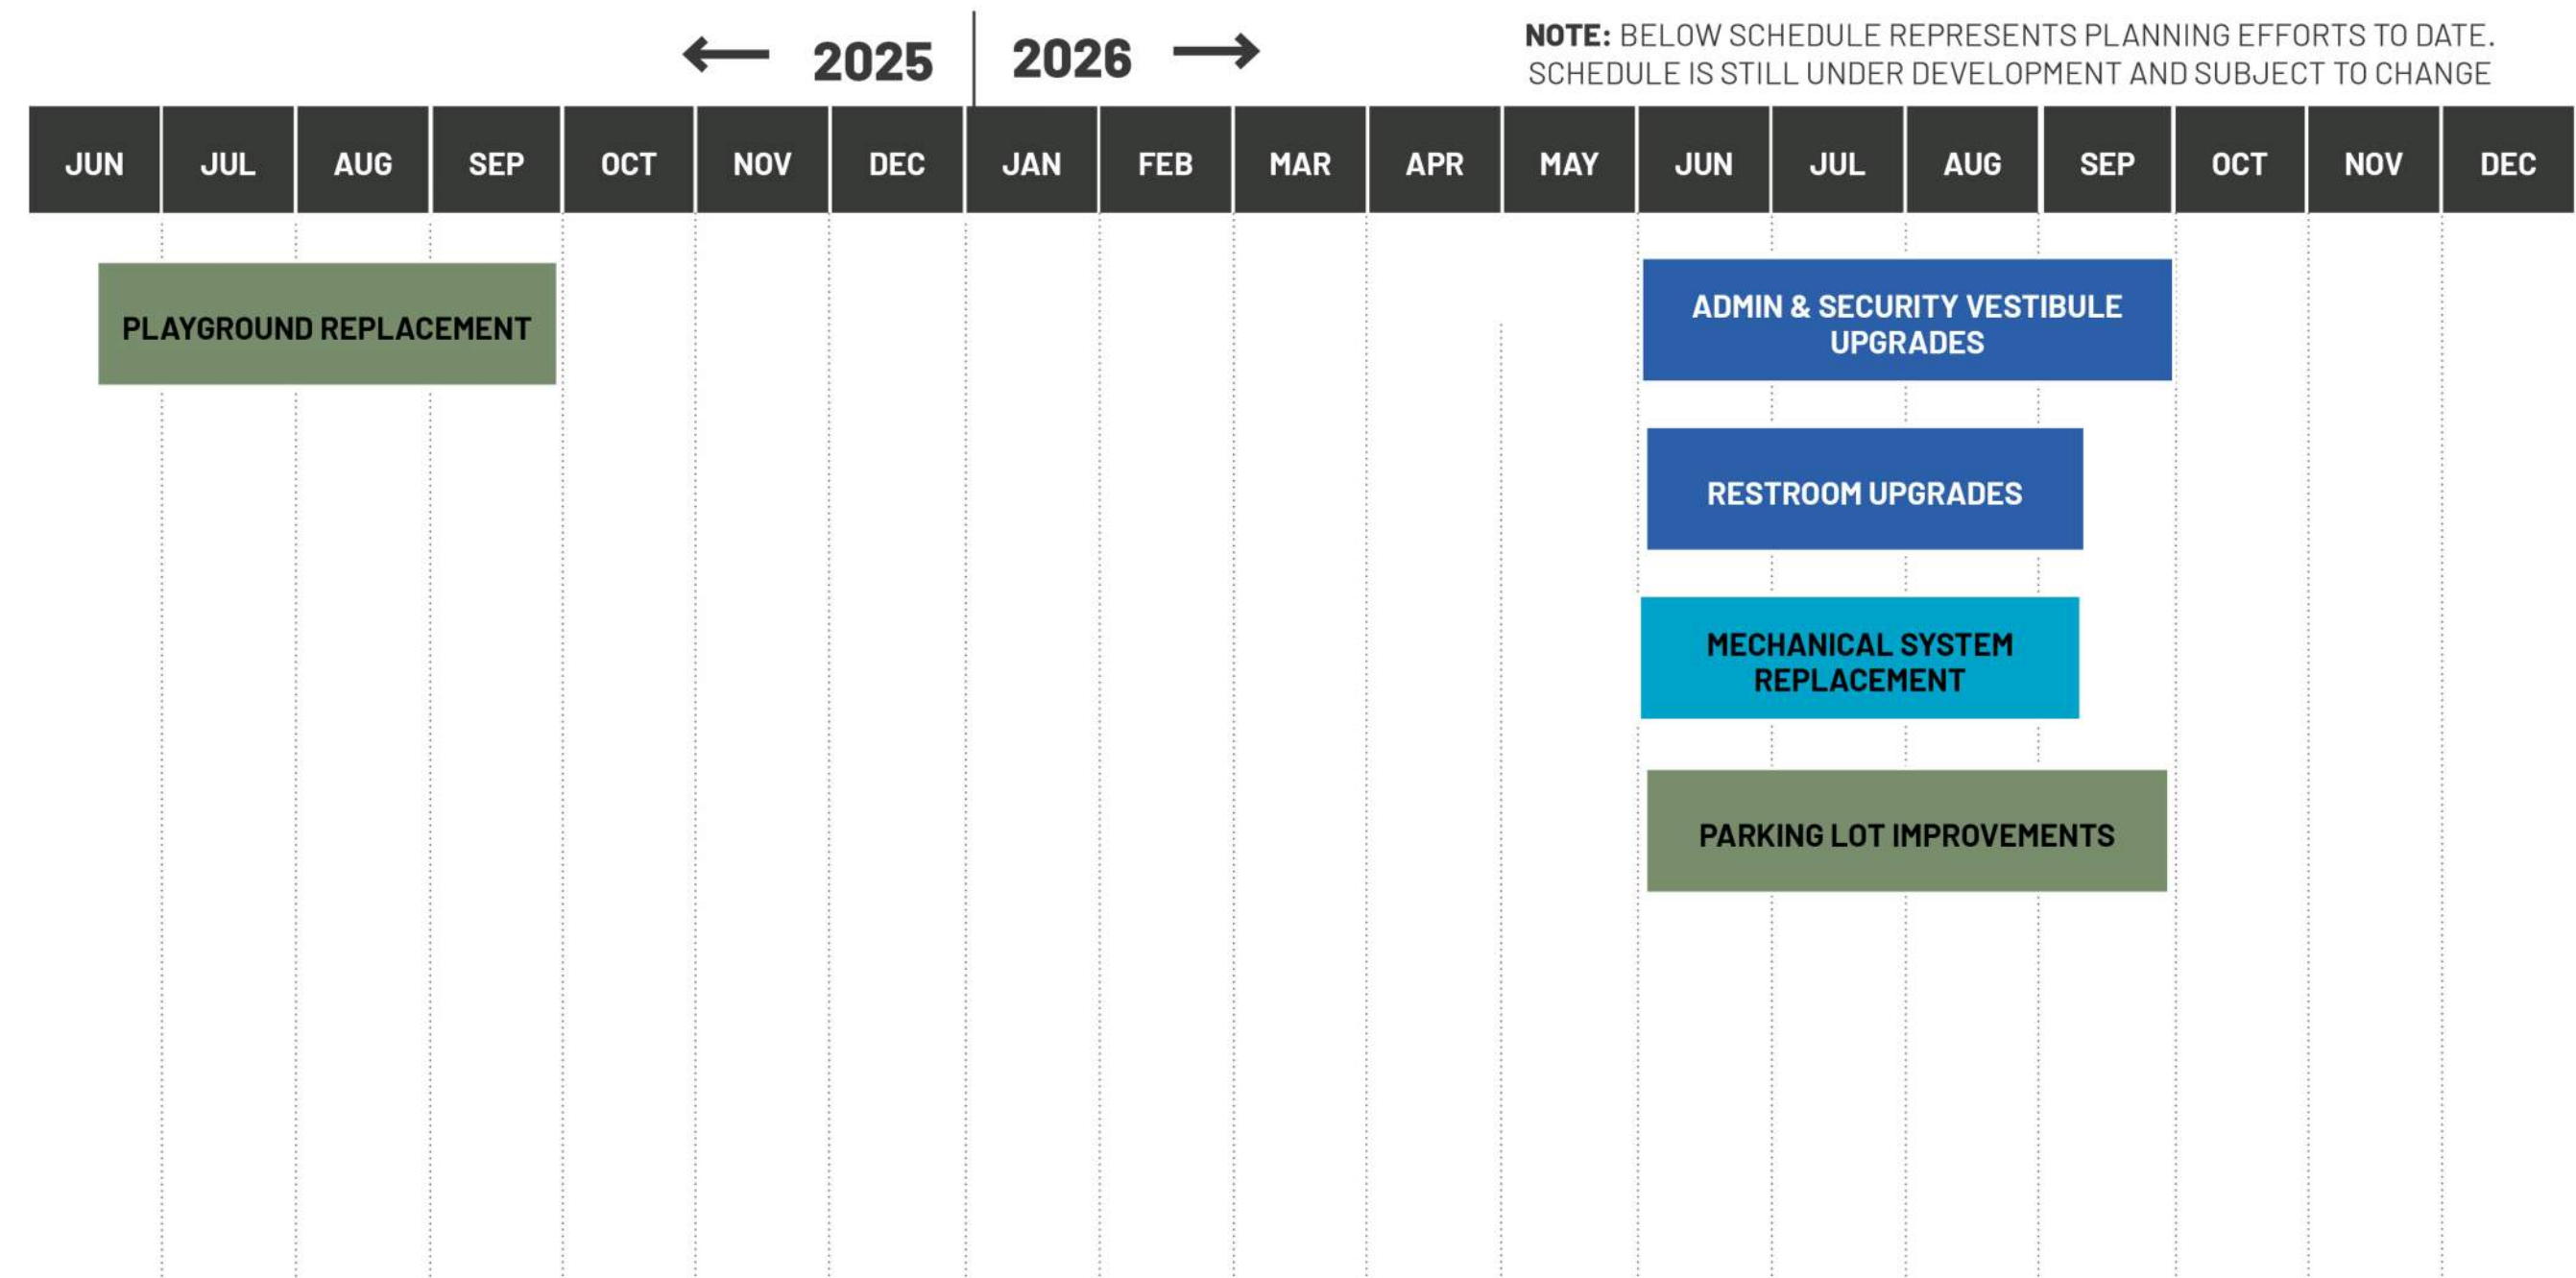 ← 2025
2026 →
NOTE: BELOW SCHEDULE REPRESENTS PLANNING EFFORTS TO DATE.
SCHEDULE IS STILL UNDER DEVELOPMENT AND SUBJECT TO CHANGE
JUN JUL AUG SEP OCT NOV DEC JAN FEB MAR APR MAY JUN JUL AUG SEP OCT NOV DEC
PLAYGROUND REPLACEMENT
ADMIN & SECURITY VESTIBULE
UPGRADES
RESTROOM UPGRADES
MECHANICAL SYSTEM
REPLACEMENT
PARKING LOT IMPROVEMENTS